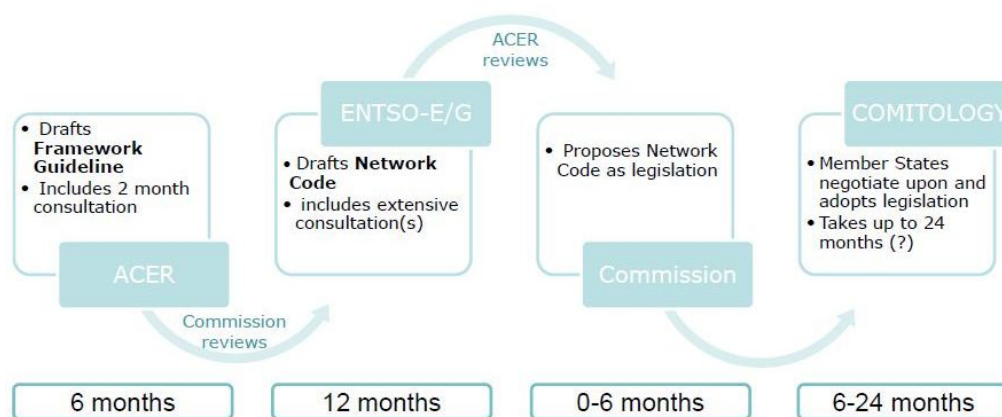 ACER
reviews
• Drafts
Framework
Guideline
• Includes 2 month
consultation
ACER
Commission
reviews
ENTSO-E/G
• Drafts Network
Code
• includes extensive
consultation(s)
• Proposes Network
Code as legislation
Commission
COMITOLOGY
• Member States
negotiate upon and
adopts legislation
• Takes up to 24
months (?)
6 months
12 months
0-6 months
6-24 months